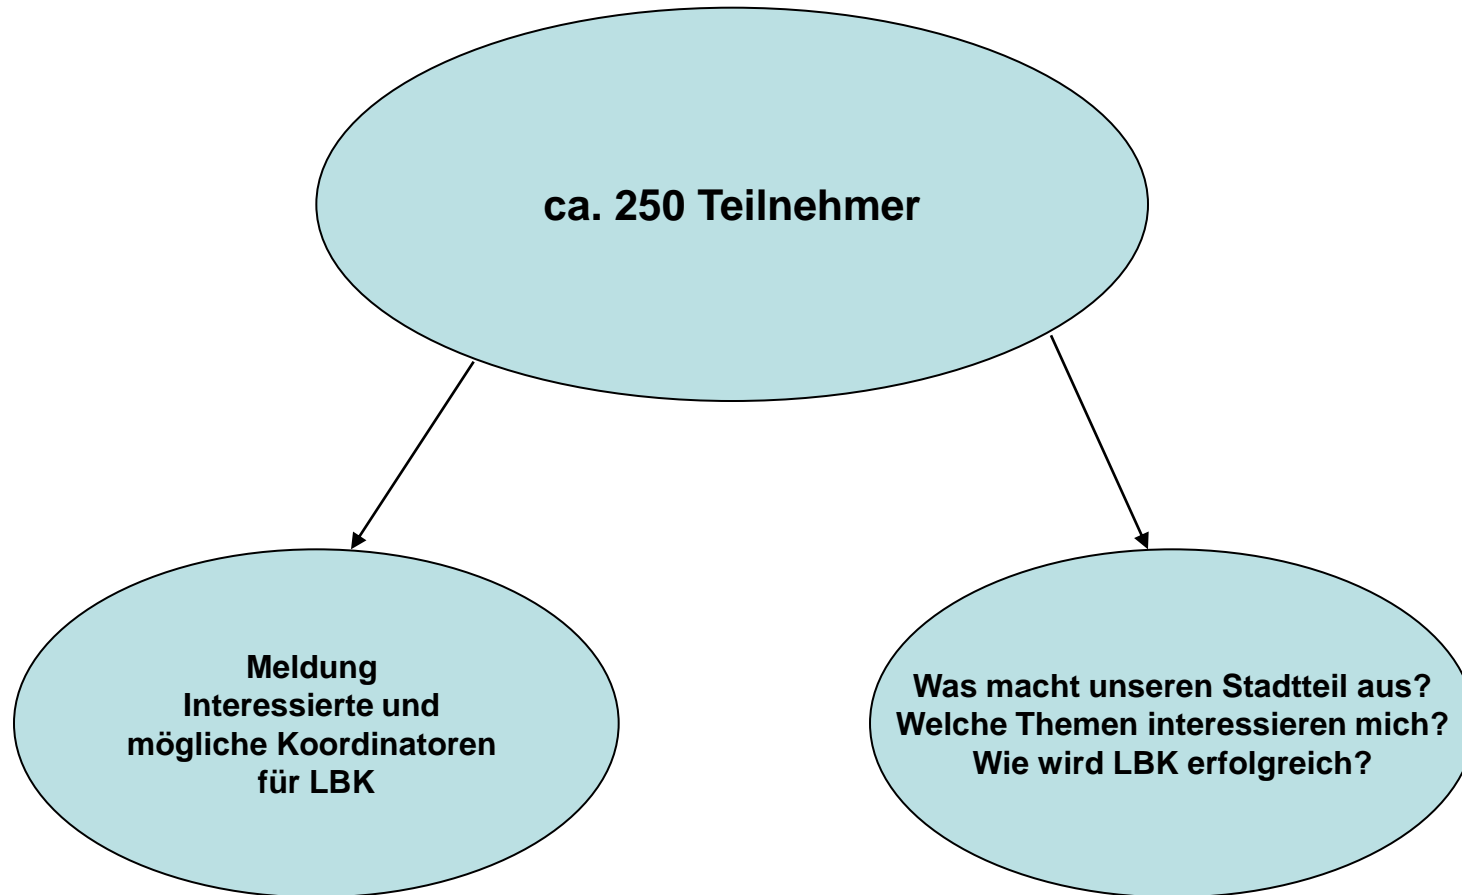 ca. 250 Teilnehmer
Meldung
Interessierte und
mögliche Koordinatoren
für LBK
Was macht unseren Stadtteil aus?
Welche Themen interessieren mich?
Wie wird LBK erfolgreich?